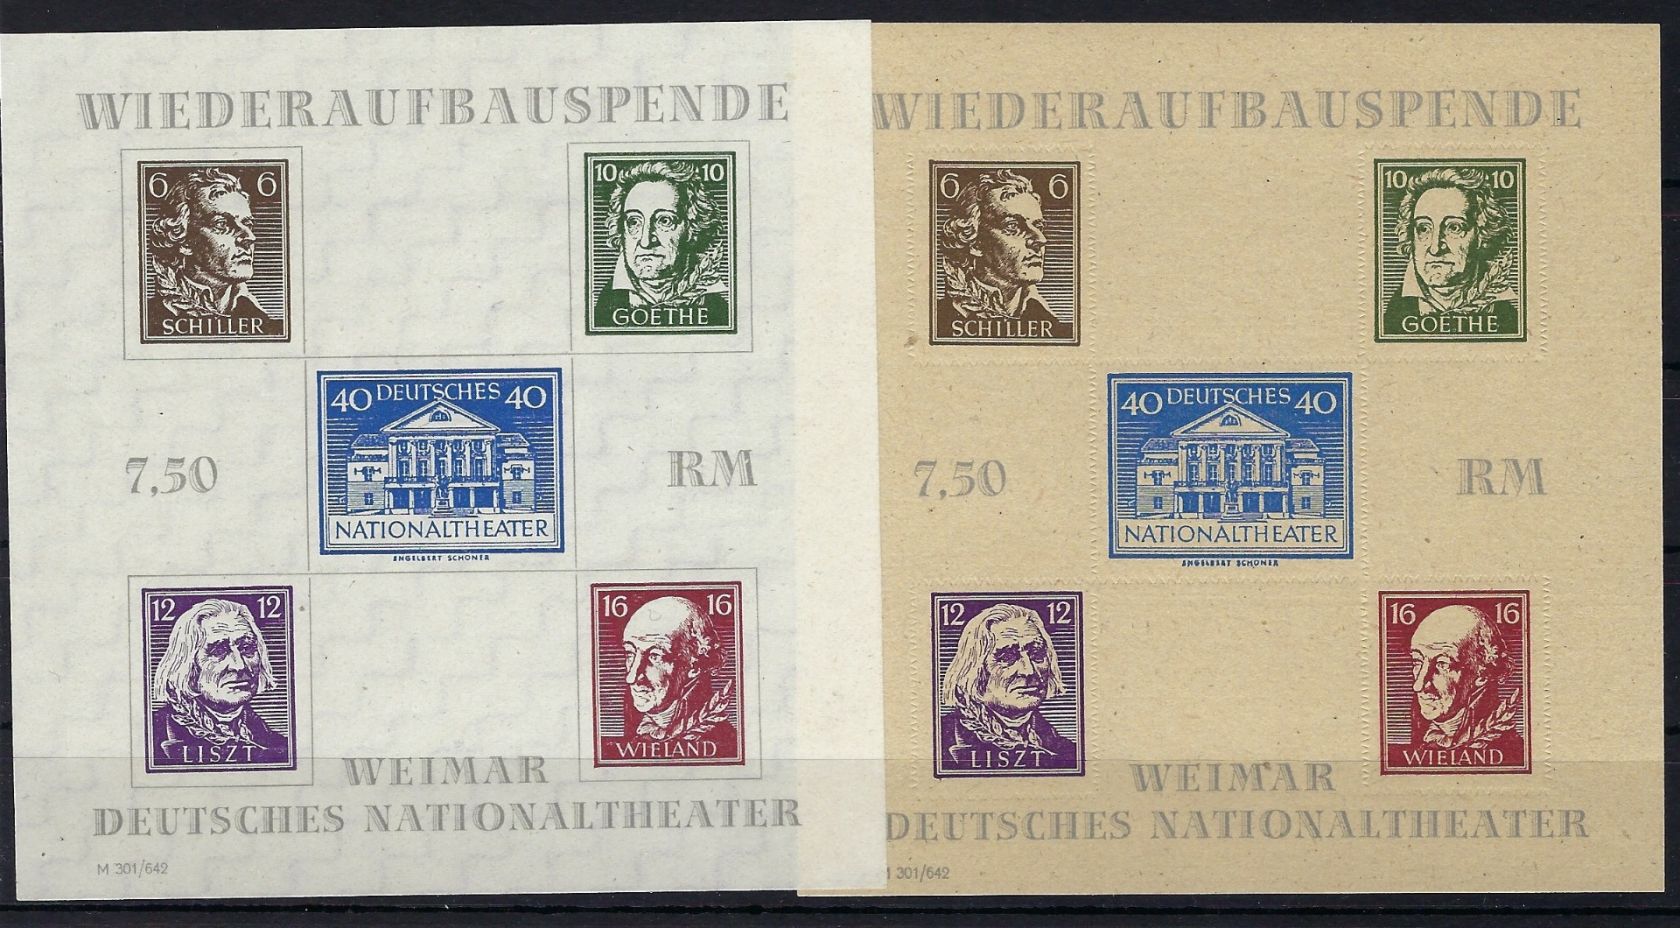 WIEDERAUFBAUSPENDE
6 6
SCHILLER
10 10
GOETHE
40 DEUTSCHES 40
NATIONALTHEATER
ENGELBERT SCHONER
7,50 RM
12 12
LISZT
16 16
WIELAND
WEIMAR
DEUTSCHES NATIONALTHEATER
M 301/642
WIEDERAUFBAUSPENDE
6 6
SCHILLER
10 10
GOETHE
40 DEUTSCHES 40
NATIONALTHEATER
ENGELBERT SCHONER
7,50 RM
12 12
LISZT
16 16
WIELAND
WEIMAR
DEUTSCHES NATIONALTHEATER
301/642